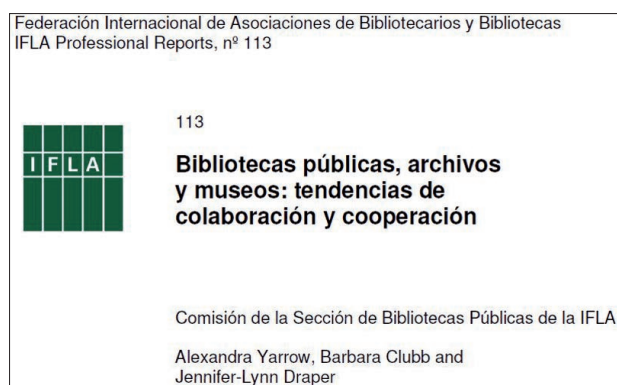 Federación Internacional de Asociaciones de Bibliotecarios y Bibliotecas
IFLA Professional Reports, nº 113
113
IFLA
Bibliotecas públicas, archivos
y museos: tendencias de
colaboración y cooperación
Comisión de la Sección de Bibliotecas Públicas de la IFLA
Alexandra Yarrow, Barbara Clubb and
Jennifer-Lynn Draper